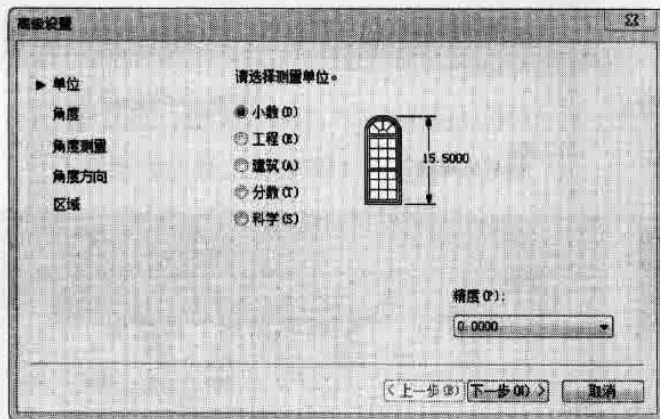 高级设置
单位
角度
角度测量
角度方向
区域
请选择测量单位。
小数(D)
工程(E)
建筑(A)
分数(T)
科学(S)
15.5000
精度(P):
0.0000
< 上一步(B)
下一步(N) >
取消